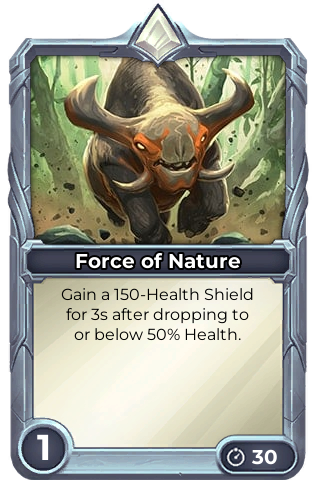 Force of Nature
Gain a 150-Health Shield
for 3s after dropping to
or below 50% Health.
1
30